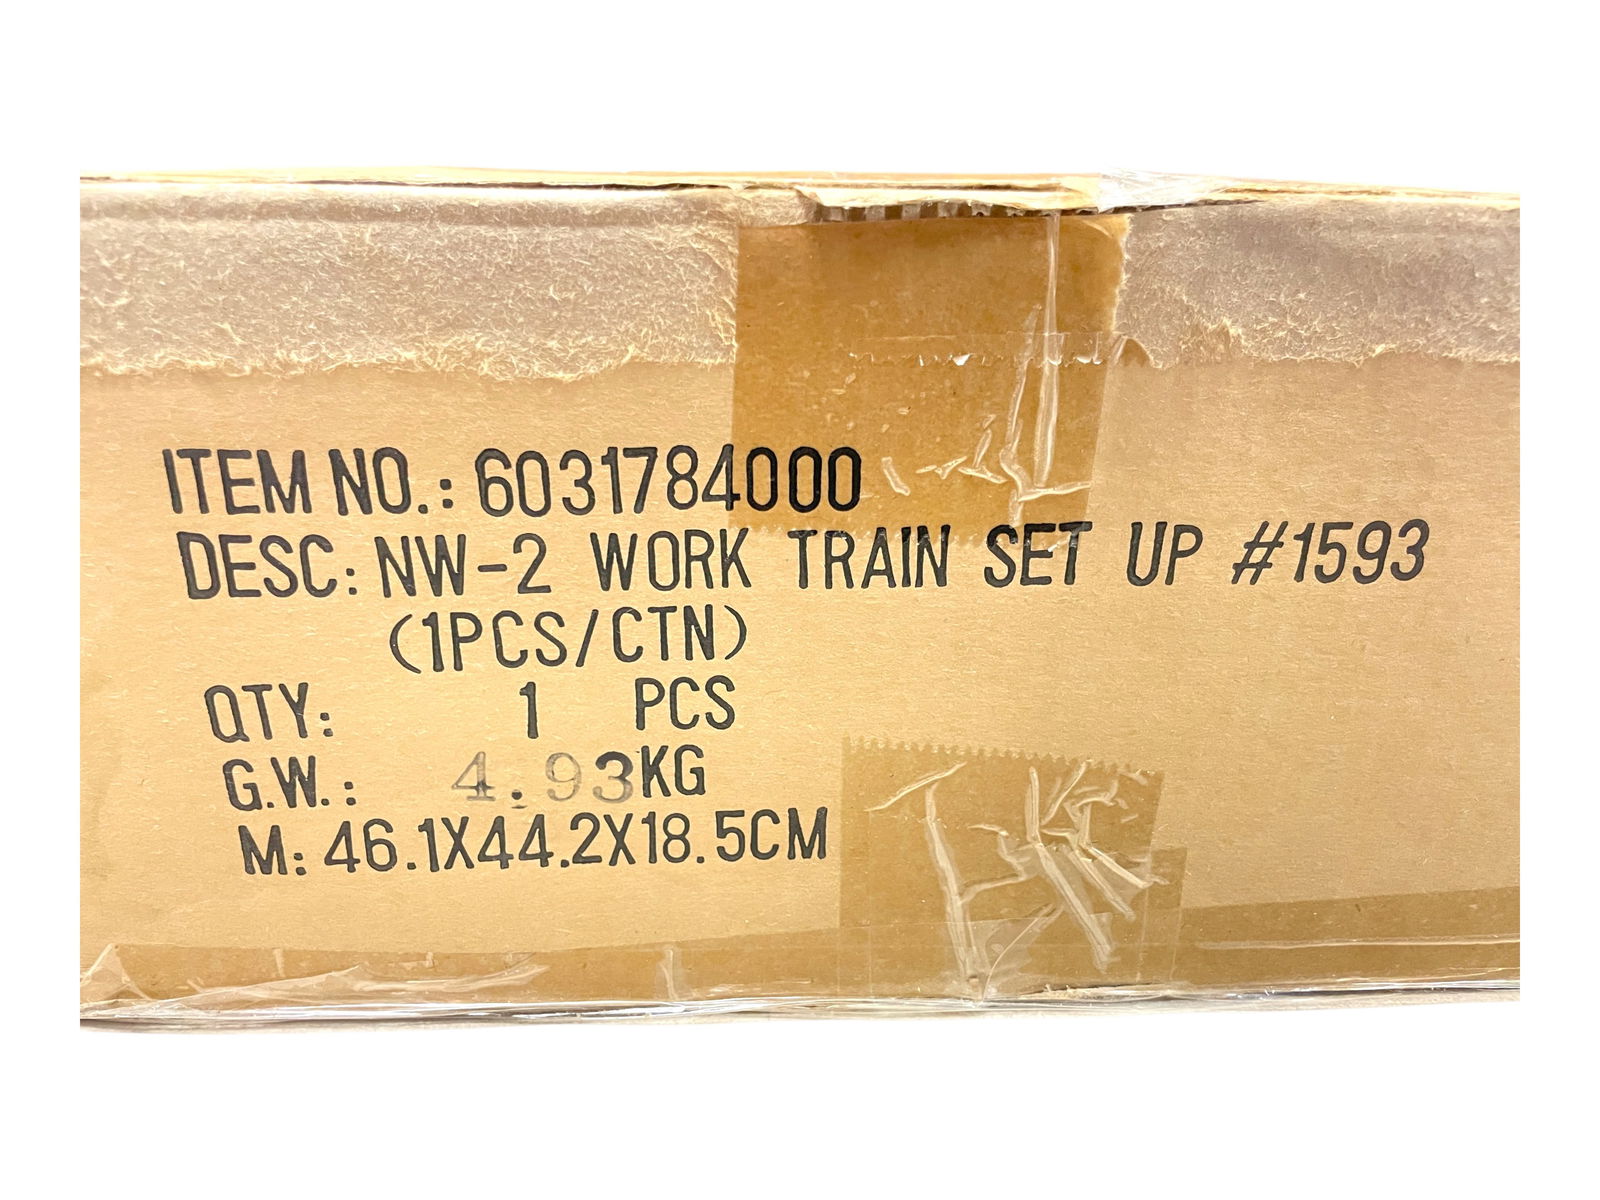 ITEM NO.: 6031784000
DESC: NW-2 WORK TRAIN SET UP #1593
(1PCS/CTN)
QTY: 1 PCS
G.W.: 4.93KG
M: 46.1X44.2X18.5CM